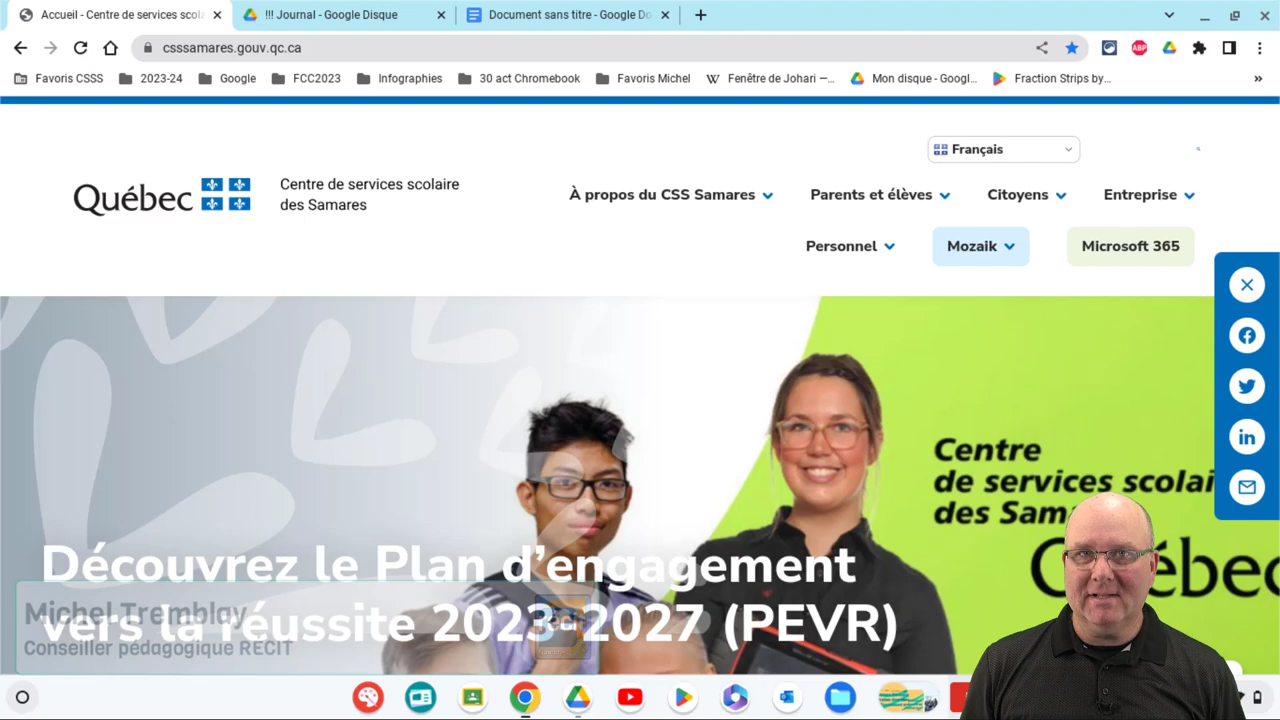 Accueil - Centre de services scola
!!! Journal - Google Disque
Document sans titre - Google Do
csssamares.gouv.qc.ca
ABP
Favoris CSSS
2023-24
Google
FCC2023
Infographies
30 act Chromebook
Favoris Michel
Fenêtre de Johari —...
Mon disque - Googl...
Fraction Strips by...
Français
Québec
Centre de services scolaire
des Samares
À propos du CSS Samares
Parents et élèves
Citoyens
Entreprise
Personnel
Mozaik
Microsoft 365
Centre
de services scolai
des Sam
Québec
Découvrez le Plan d'engagement
vers la réussite 2023-2027 (PEVR)
Michel Tremblay
Conseiller pédagogique RÉCIT